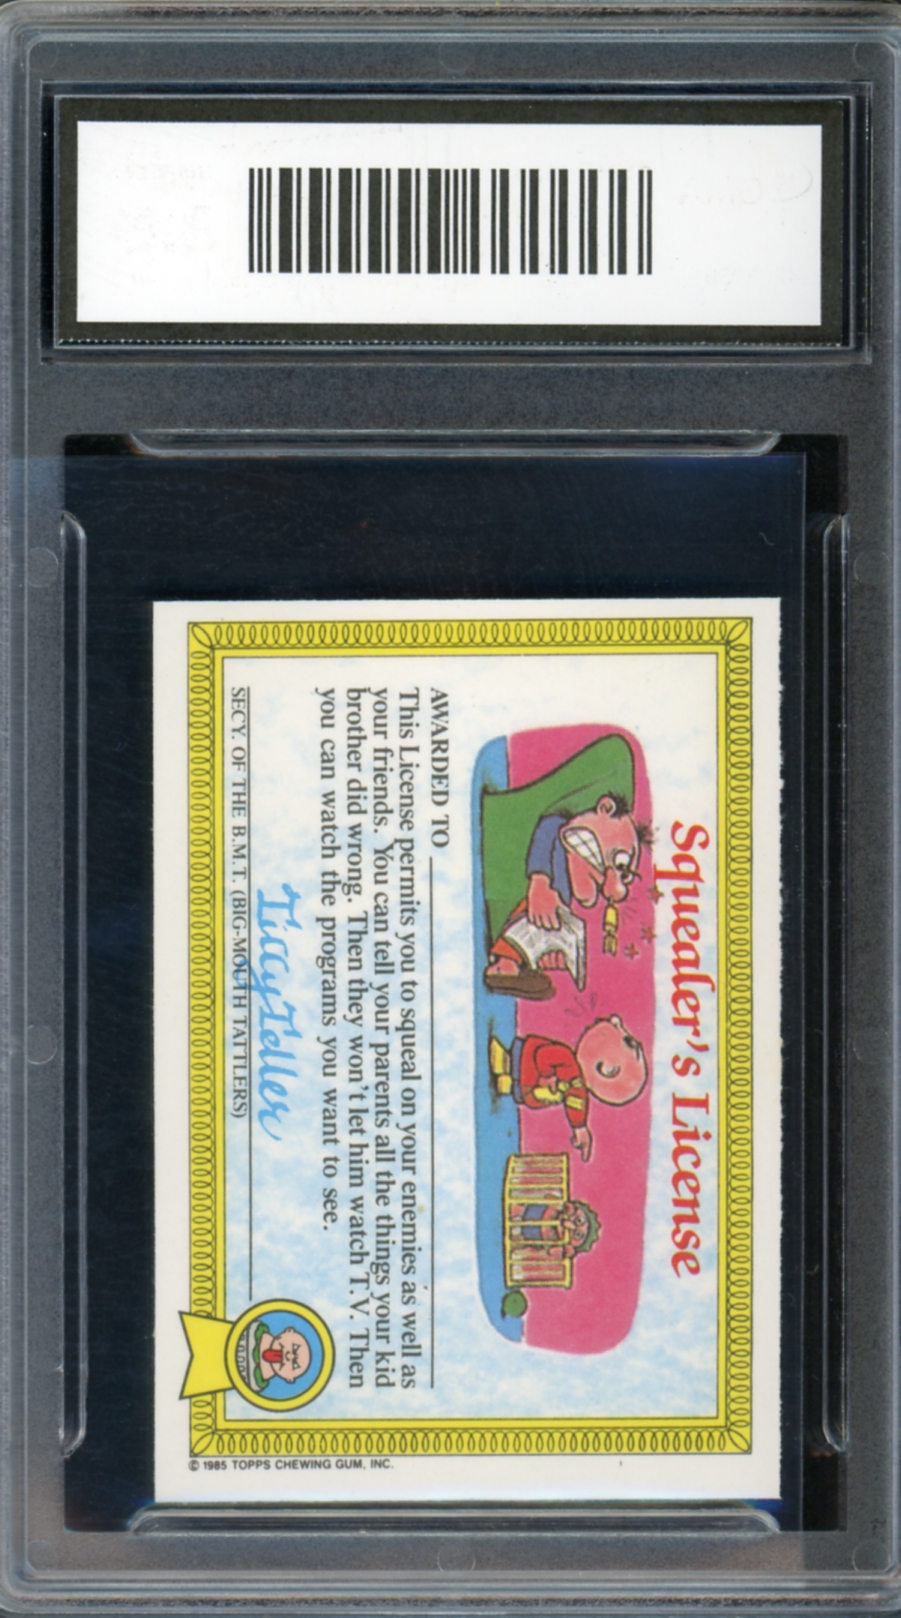 Squealer's License
AWARDED TO
This License permits you to squeal on your enemies as well as
your friends. You can tell your parents all the things your kid
brother did wrong. Then they won't let him watch T.V. Then
you can watch the programs you want to see.
Tilly Teller
SECY. OF THE B.M.T. (BIG-MOUTH TATTLERS)
© 1985 TOPPS CHEWING GUM, INC.